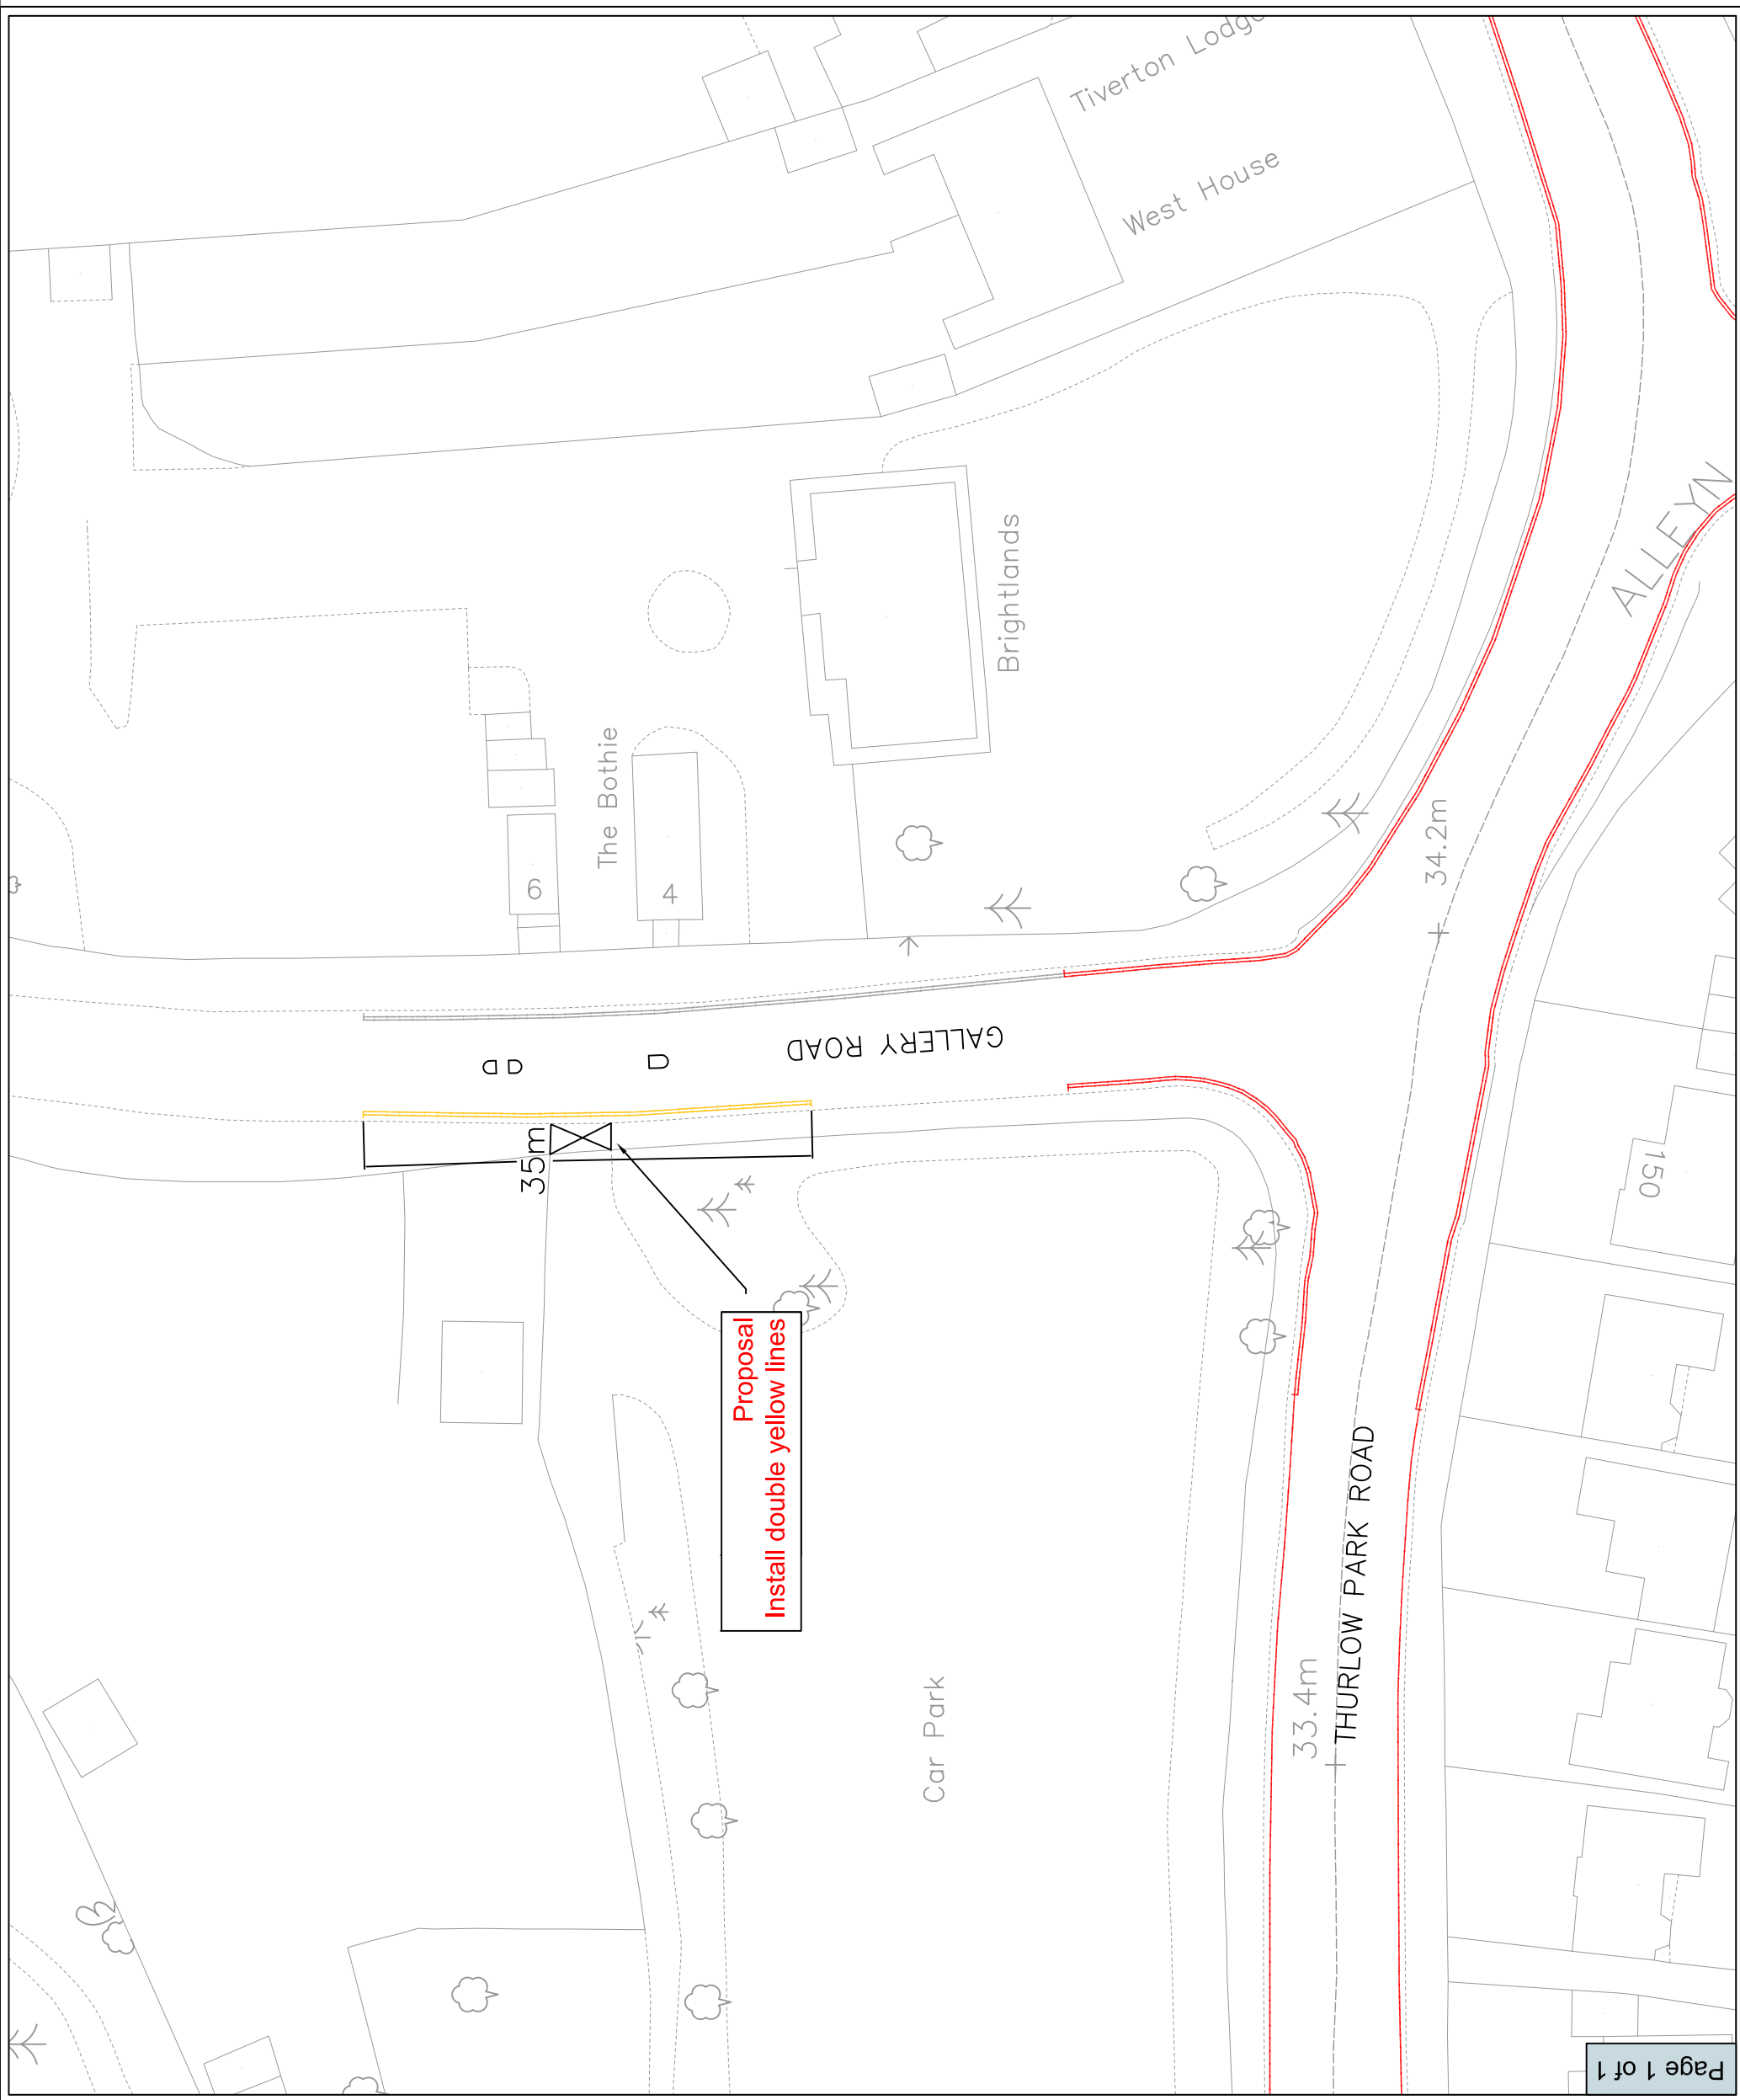 Tiverton Lodge
West House
Brightlands
The Bothie
6
4
ALLEYN
34.2m
GALLERY ROAD
D
D
D
35m
150
Proposal
Install double yellow lines
Car Park
33.4m
THURLOW PARK ROAD
Page 1 of 1